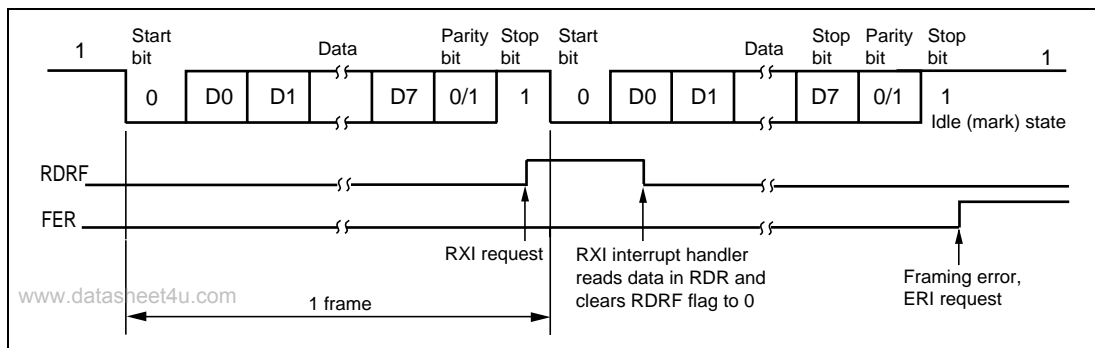 Start bit
Data
Parity bit
Stop bit
Start bit
Data
Stop bit
Parity bit
Stop bit
1
1
0 D0 D1 D7 0/1 1 0 D0 D1 D7 0/1 1
Idle (mark) state
RDRF
FER
RXI request
RXI interrupt handler
reads data in RDR and
clears RDRF flag to 0
Framing error,
ERI request
www.datasheet4u.com
1 frame